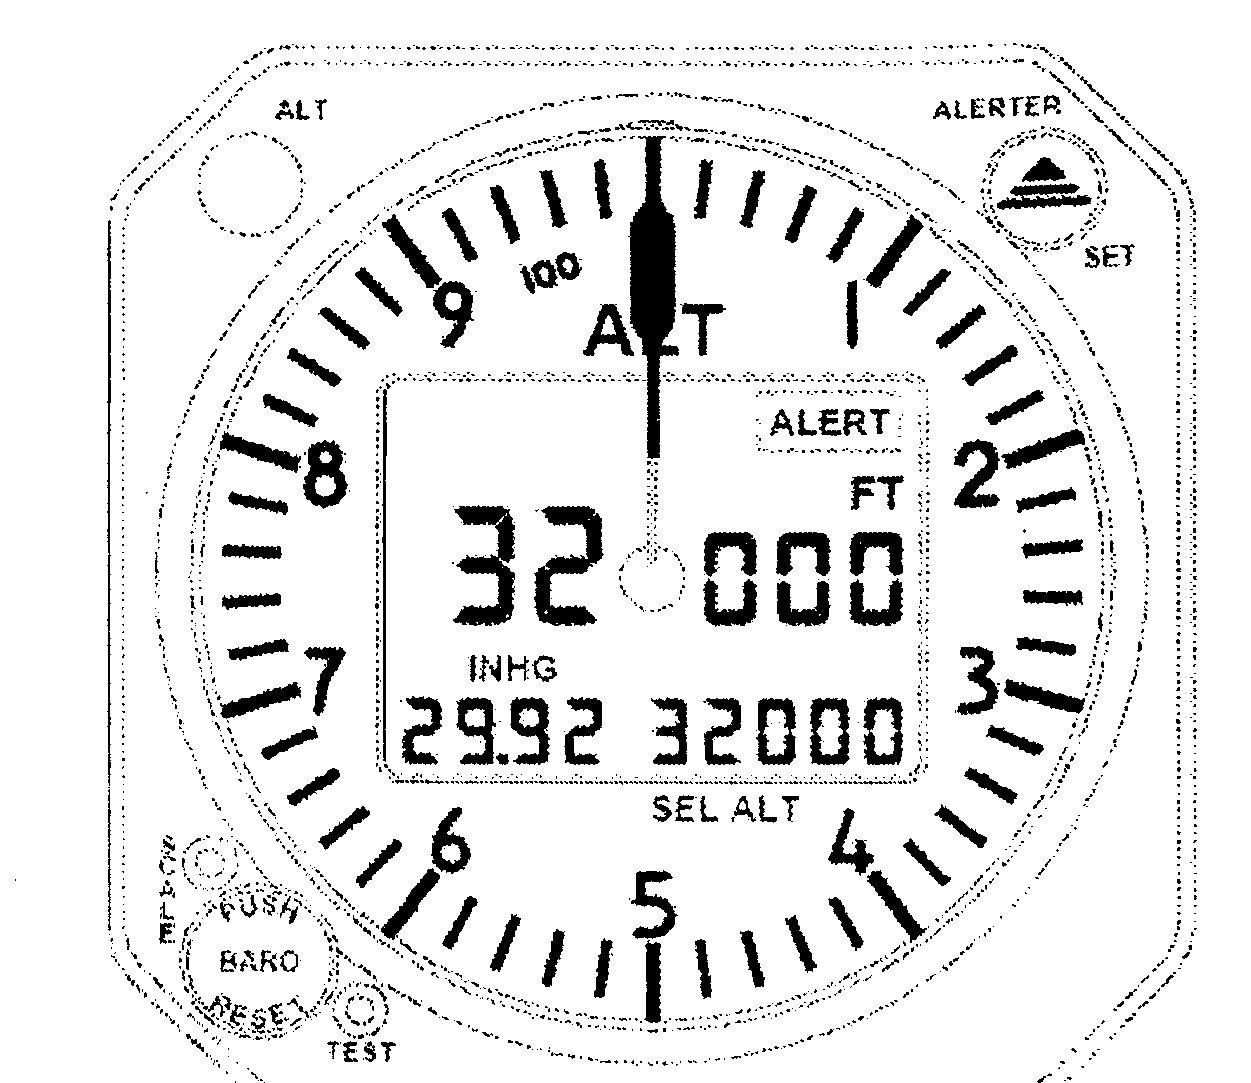 ALT
ALERTER
SET
100
9
ALT
1
ALERT
8
2
FT
32 000
INHG
7
3
29.92 32000
SEL ALT
6
4
5
SCALE
PUSH
BARO
RESET
TEST